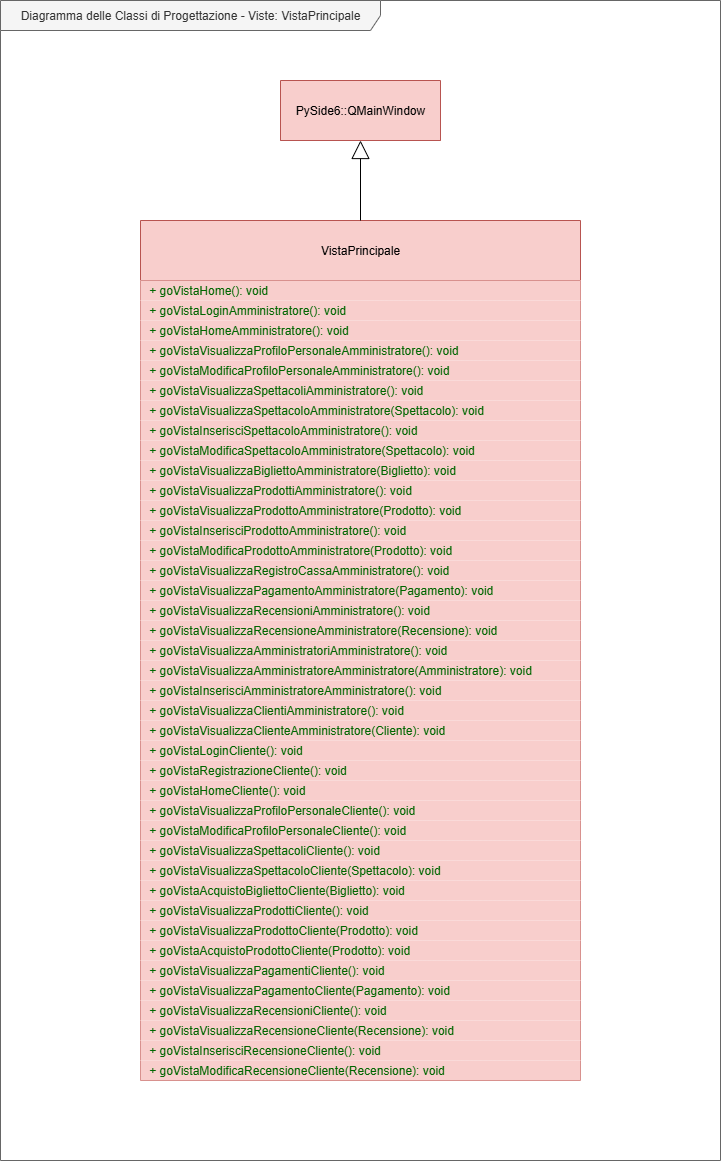 Diagramma delle Classi di Progettazione - Viste: VistaPrincipale
PySide6::QMainWindow
VistaPrincipale
+ goVistaHome(): void
+ goVistaLoginAmministratore(): void
+ goVistaHomeAmministratore(): void
+ goVistaVisualizzaProfiloPersonaleAmministratore(): void
+ goVistaModificaProfiloPersonaleAmministratore(): void
+ goVistaVisualizzaSpettacoliAmministratore(): void
+ goVistaVisualizzaSpettacoloAmministratore(Spettacolo): void
+ goVistaInserisciSpettacoloAmministratore(): void
+ goVistaModificaSpettacoloAmministratore(Spettacolo): void
+ goVistaVisualizzaBigliettoAmministratore(Biglietto): void
+ goVistaVisualizzaProdottiAmministratore(): void
+ goVistaVisualizzaProdottoAmministratore(Prodotto): void
+ goVistaInserisciProdottoAmministratore(): void
+ goVistaModificaProdottoAmministratore(Prodotto): void
+ goVistaVisualizzaRegistroCassaAmministratore(): void
+ goVistaVisualizzaPagamentoAmministratore(Pagamento): void
+ goVistaVisualizzaRecensioniAmministratore(): void
+ goVistaVisualizzaRecensioneAmministratore(Recensione): void
+ goVistaVisualizzaAmministratoriAmministratore(): void
+ goVistaVisualizzaAmministratoreAmministratore(Amministratore): void
+ goVistaInserisciAmministratoreAmministratore(): void
+ goVistaVisualizzaClientiAmministratore(): void
+ goVistaVisualizzaClienteAmministratore(Cliente): void
+ goVistaLoginCliente(): void
+ goVistaRegistrazioneCliente(): void
+ goVistaHomeCliente(): void
+ goVistaVisualizzaProfiloPersonaleCliente(): void
+ goVistaModificaProfiloPersonaleCliente(): void
+ goVistaVisualizzaSpettacoliCliente(): void
+ goVistaVisualizzaSpettacoloCliente(Spettacolo): void
+ goVistaAcquistoBigliettoCliente(Biglietto): void
+ goVistaVisualizzaProdottiCliente(): void
+ goVistaVisualizzaProdottoCliente(Prodotto): void
+ goVistaAcquistoProdottoCliente(Prodotto): void
+ goVistaVisualizzaPagamentiCliente(): void
+ goVistaVisualizzaPagamentoCliente(Pagamento): void
+ goVistaVisualizzaRecensioniCliente(): void
+ goVistaVisualizzaRecensioneCliente(Recensione): void
+ goVistaInserisciRecensioneCliente(): void
+ goVistaModificaRecensioneCliente(Recensione): void